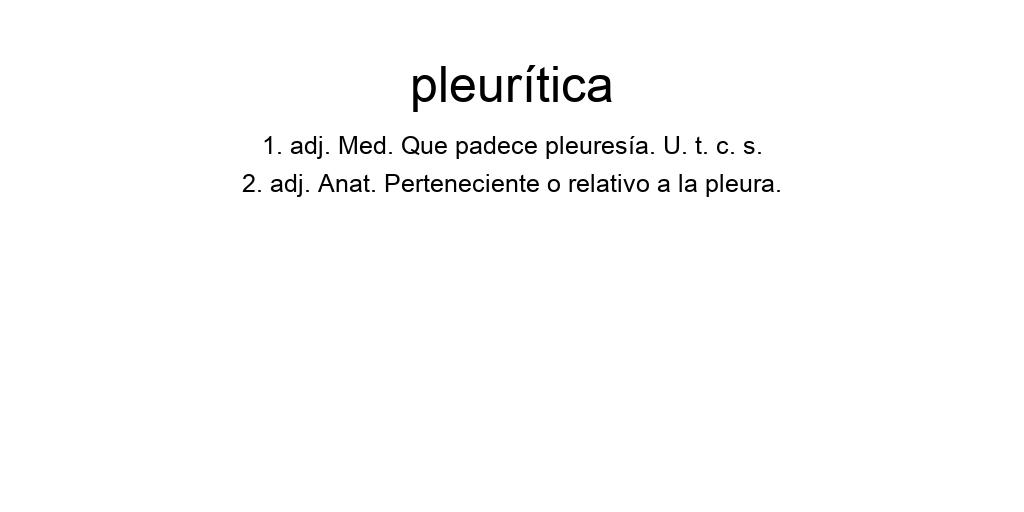 pleurítica
1. adj. Med. Que padece pleuresía. U. t. c. s.
2. adj. Anat. Perteneciente o relativo a la pleura.